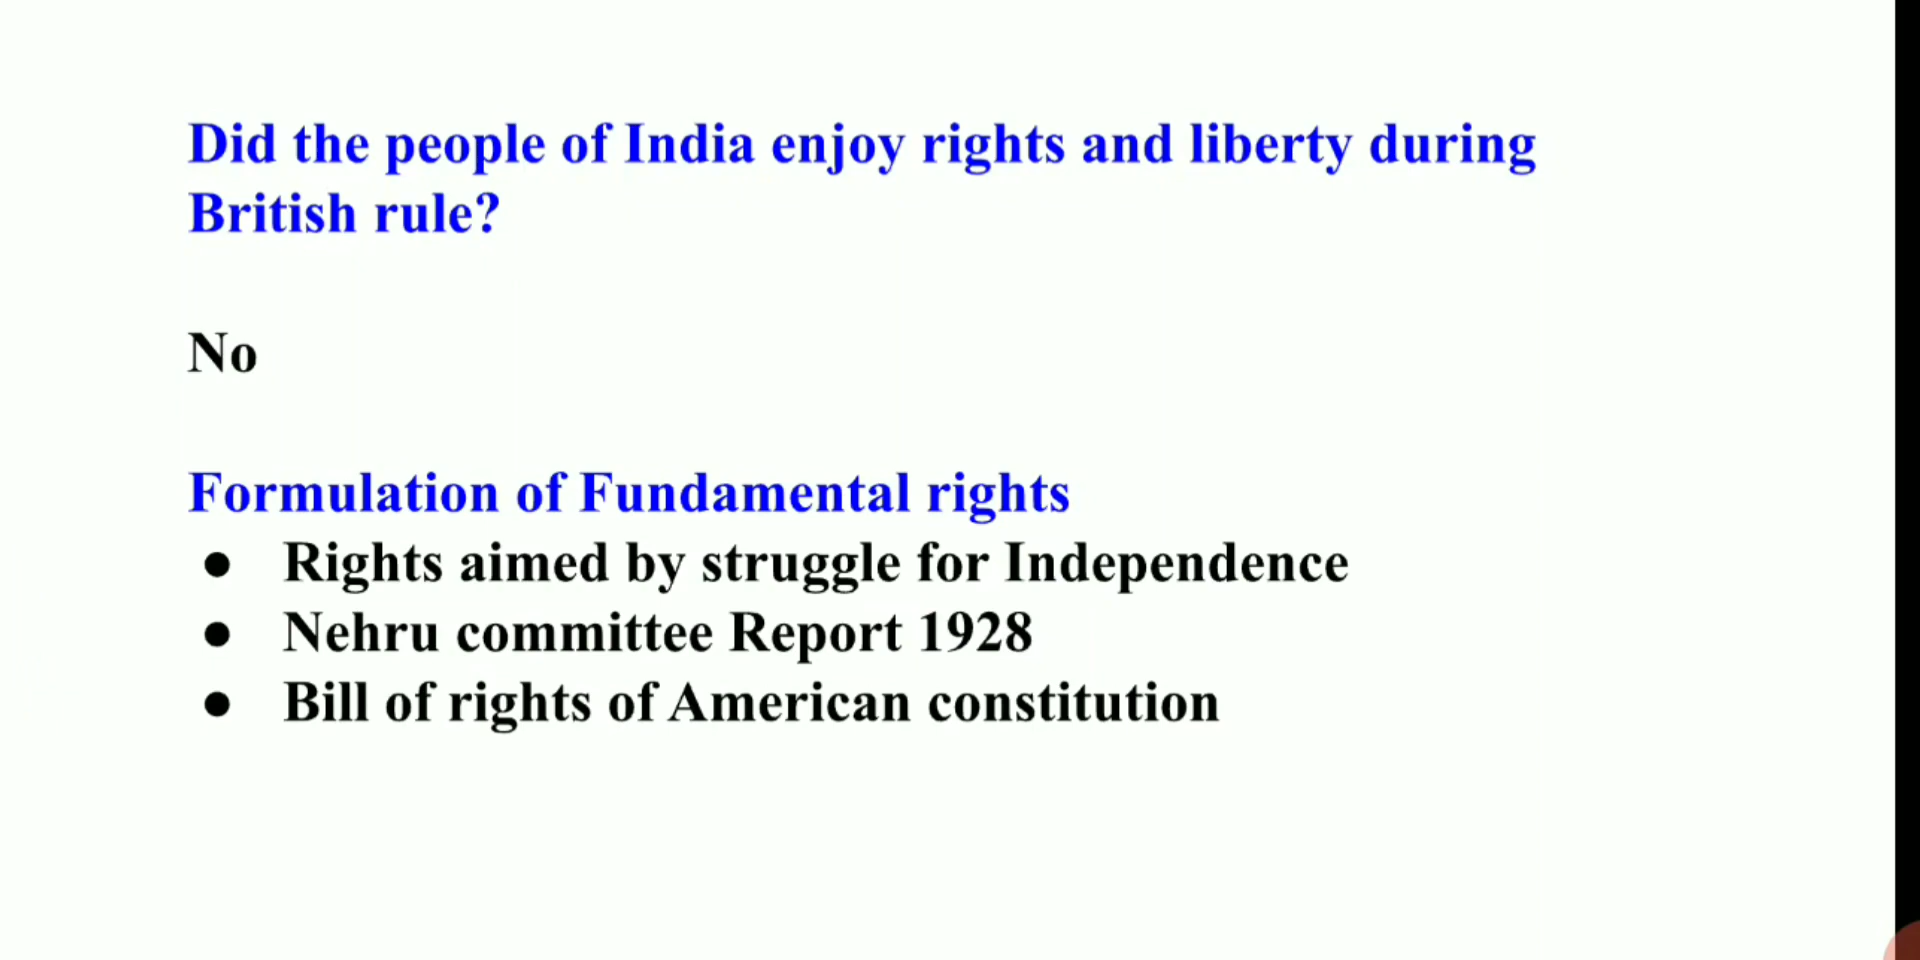 Did the people of India enjoy rights and liberty during
British rule?
No
Formulation of Fundamental rights
● Rights aimed by struggle for Independence
● Nehru committee Report 1928
● Bill of rights of American constitution